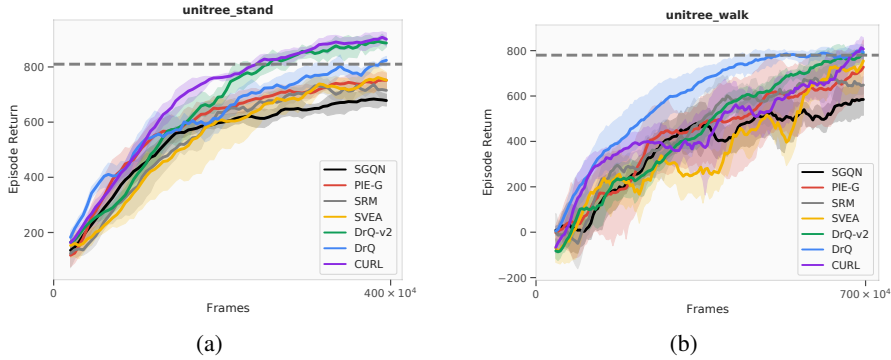 unitree_stand
Episode Return
800
600
400
200
SGQN
PIE-G
SRM
SVEA
DrQ-v2
DrQ
CURL
0
400 × 10⁴
Frames
(a)
unitree_walk
Episode Return
800
600
400
200
0
−200
SGQN
PIE-G
SRM
SVEA
DrQ-v2
DrQ
CURL
0
700 × 10⁴
Frames
(b)